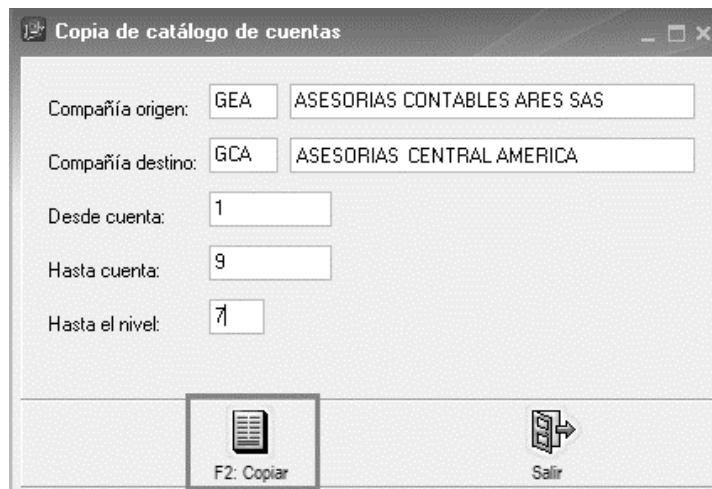 Copia de catálogo de cuentas
Compañía origen: GEA ASESORIAS CONTABLES ARES SAS
Compañía destino: GCA ASESORIAS CENTRAL AMERICA
Desde cuenta: 1
Hasta cuenta: 9
Hasta el nivel: 7
F2: Copiar Salir